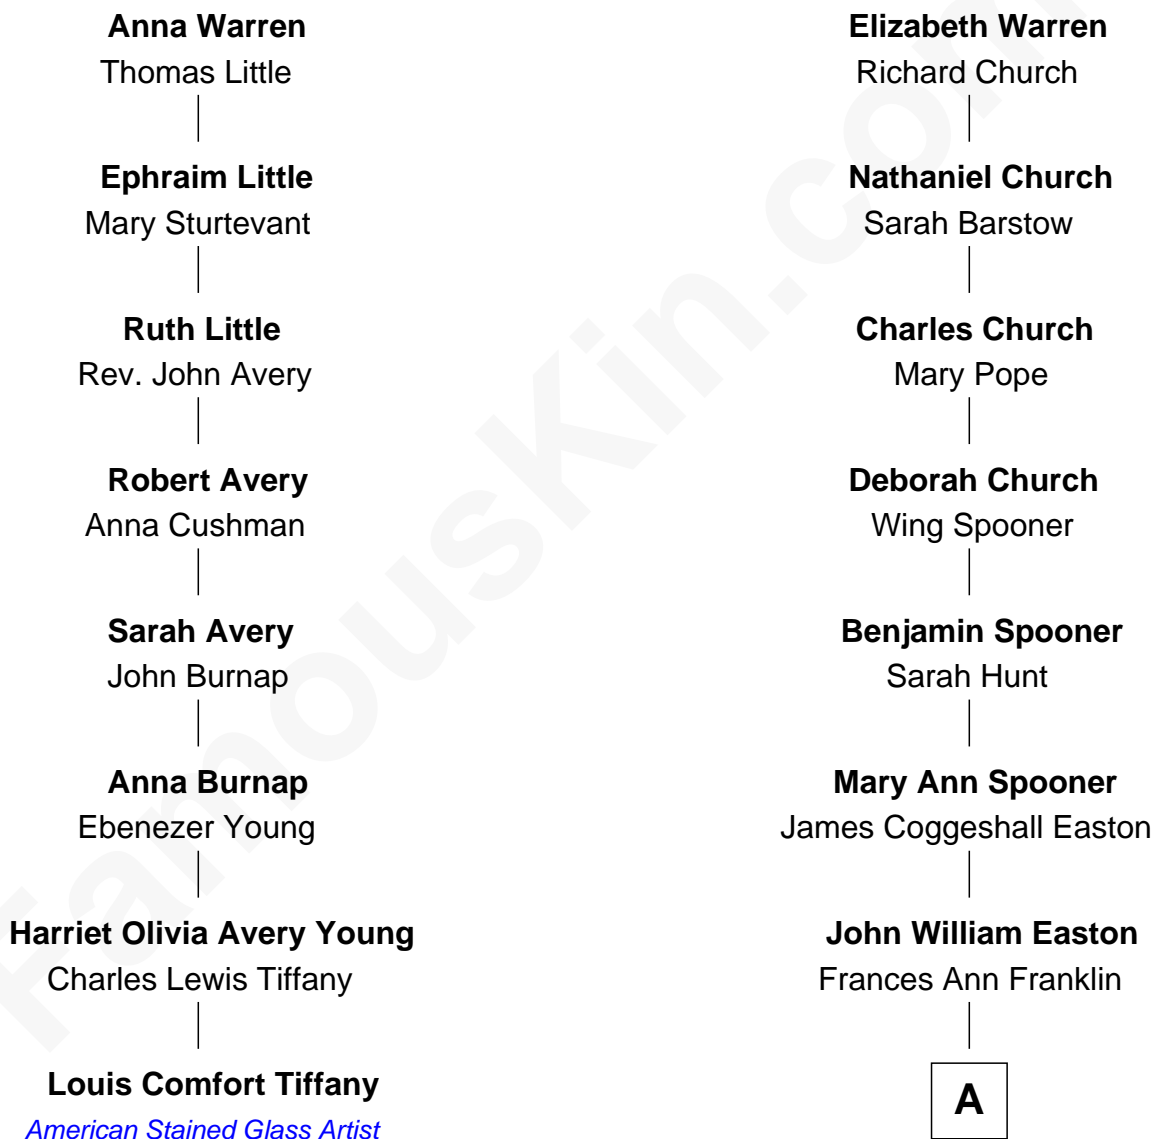 Anna Warren
Thomas Little
Ephraim Little
Mary Sturtevant
Ruth Little
Rev. John Avery
Robert Avery
Anna Cushman
Sarah Avery
John Burnap
Anna Burnap
Ebenezer Young
Harriet Olivia Avery Young
Charles Lewis Tiffany
Louis Comfort Tiffany
American Stained Glass Artist
Elizabeth Warren
Richard Church
Nathaniel Church
Sarah Barstow
Charles Church
Mary Pope
Deborah Church
Wing Spooner
Benjamin Spooner
Sarah Hunt
Mary Ann Spooner
James Coggeshall Easton
John William Easton
Frances Ann Franklin
A
FamousKin.com